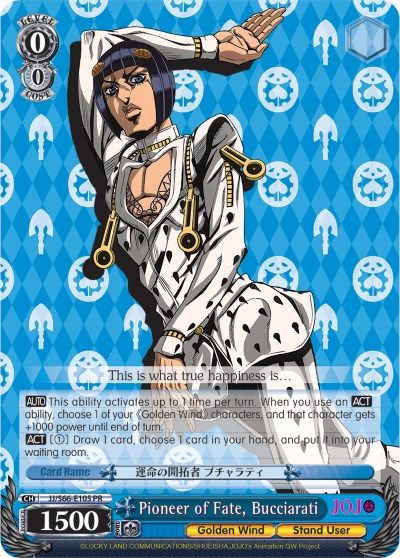 LEVEL
0
0
COST
This is what true happiness is…
AUTO This ability activates up to 1 time per turn. When you use an ACT
ability, choose 1 of your 《Golden Wind》 characters, and that character gets
+1000 power until end of turn.
ACT [①] Draw 1 card, choose 1 card in your hand, and put it into your
waiting room.
Card Name 運命の開拓者 ブチャラティ
CH JJ/S66-E105 PR
1500 Pioneer of Fate, Bucciarati JOJO
Golden Wind Stand User
©LUCKY LAND COMMUNICATIONS/SHUEISHA,JOJO's Animation GW Project